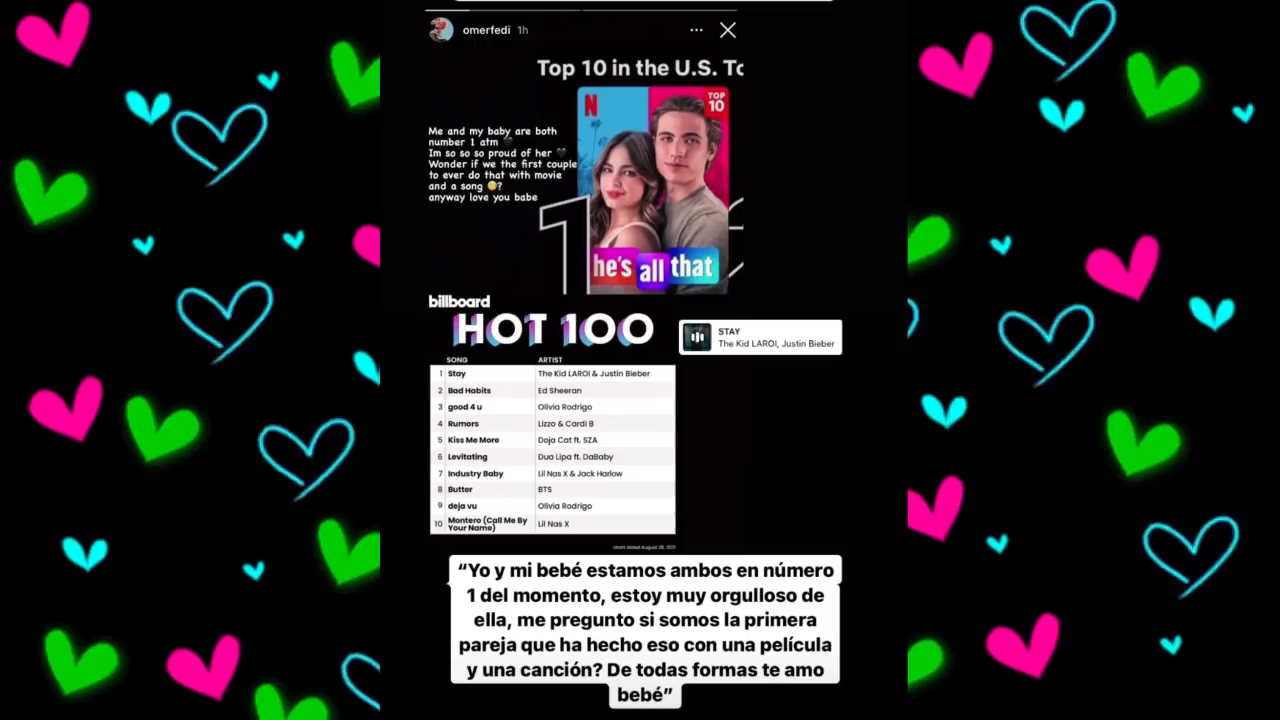 omerfedi 1h
Top 10 in the U.S. To
N
TOP
10
Me and my baby are both
number 1 atm 🖤
Im so so so proud of her 🖤
Wonder if we the first couple
to ever do that with movie
and a song 😳?
anyway love you babe
1
he's all that
billboard
HOT 100
STAY
The Kid LAROI, Justin Bieber
SONG ARTIST
1 Stay The Kid LAROI & Justin Bieber
2 Bad Habits Ed Sheeran
3 good 4 u Olivia Rodrigo
4 Rumors Lizzo & Cardi B
5 Kiss Me More Doja Cat ft. SZA
6 Levitating Dua Lipa ft. DaBaby
7 Industry Baby Lil Nas X & Jack Harlow
8 Butter BTS
9 deja vu Olivia Rodrigo
10 Montero (Call Me By
Your Name) Lil Nas X
chart dated August 28, 2021
“Yo y mi bebé estamos ambos en número
1 del momento, estoy muy orgulloso de
ella, me pregunto si somos la primera
pareja que ha hecho eso con una película
y una canción? De todas formas te amo
bebé”